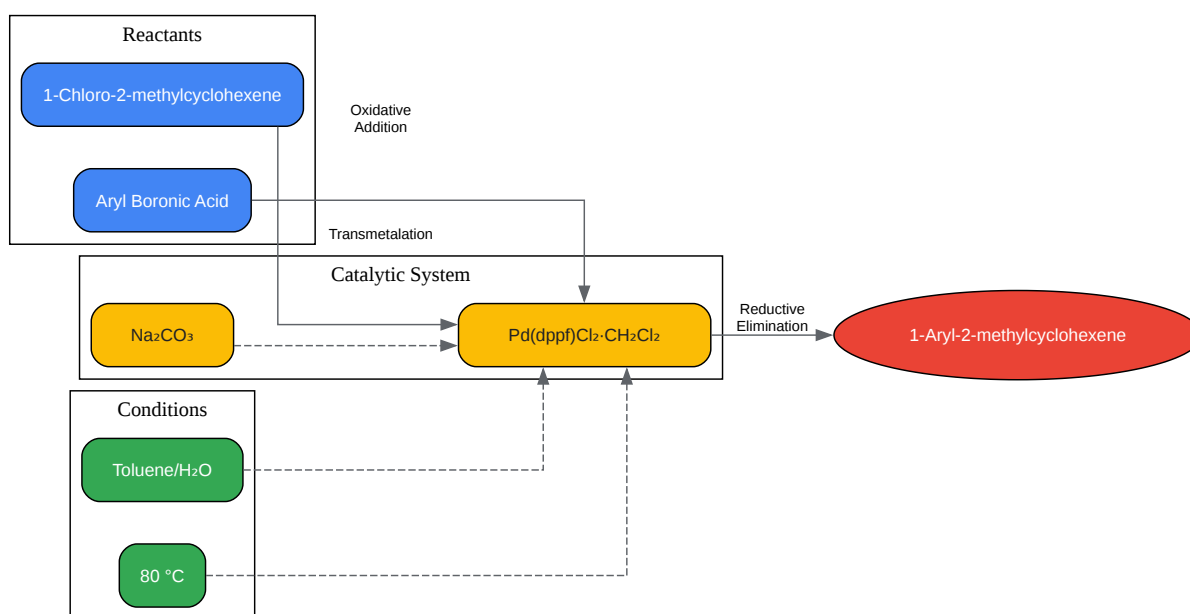 Reactants
1-Chloro-2-methylcyclohexene
Oxidative
Addition
Aryl Boronic Acid
Transmetalation
Catalytic System
Na₂CO₃
Pd(dppf)Cl₂·CH₂Cl₂
Reductive
Elimination
1-Aryl-2-methylcyclohexene
Conditions
Toluene/H₂O
80 °C